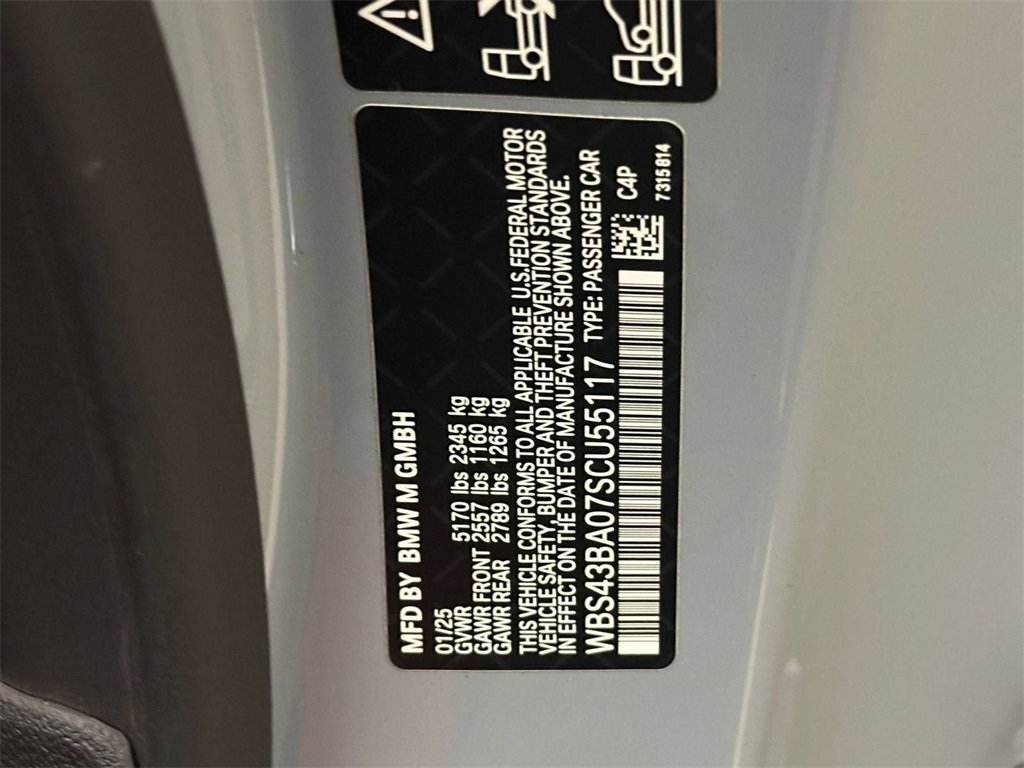 MFD BY BMW M GMBH
01/25
GVWR 5170 lbs 2345 kg
GAWR FRONT 2557 lbs 1160 kg
GAWR REAR 2789 lbs 1265 kg
THIS VEHICLE CONFORMS TO ALL APPLICABLE U.S.FEDERAL MOTOR
VEHICLE SAFETY, BUMPER AND THEFT PREVENTION STANDARDS
IN EFFECT ON THE DATE OF MANUFACTURE SHOWN ABOVE.
WBS43BA07SCU55117 TYPE: PASSENGER CAR
C4P
7315814